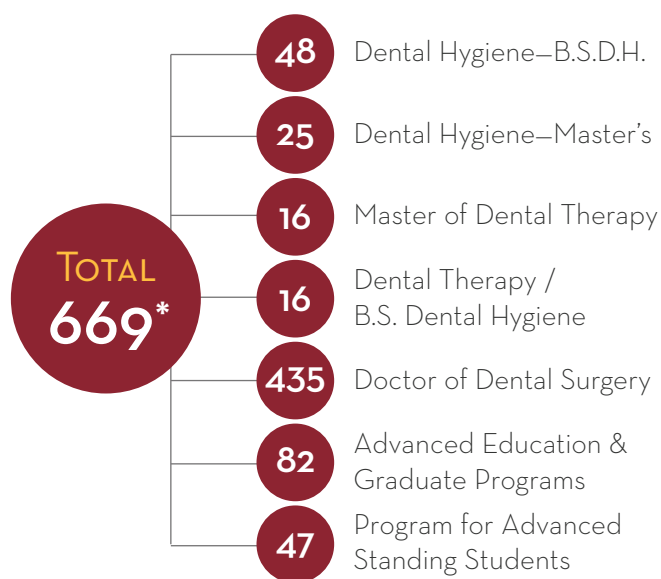 48 Dental Hygiene—B.S.D.H.
25 Dental Hygiene—Master's
16 Master of Dental Therapy
Total
669*
16 Dental Therapy /
B.S. Dental Hygiene
435 Doctor of Dental Surgery
82 Advanced Education &
Graduate Programs
47 Program for Advanced
Standing Students